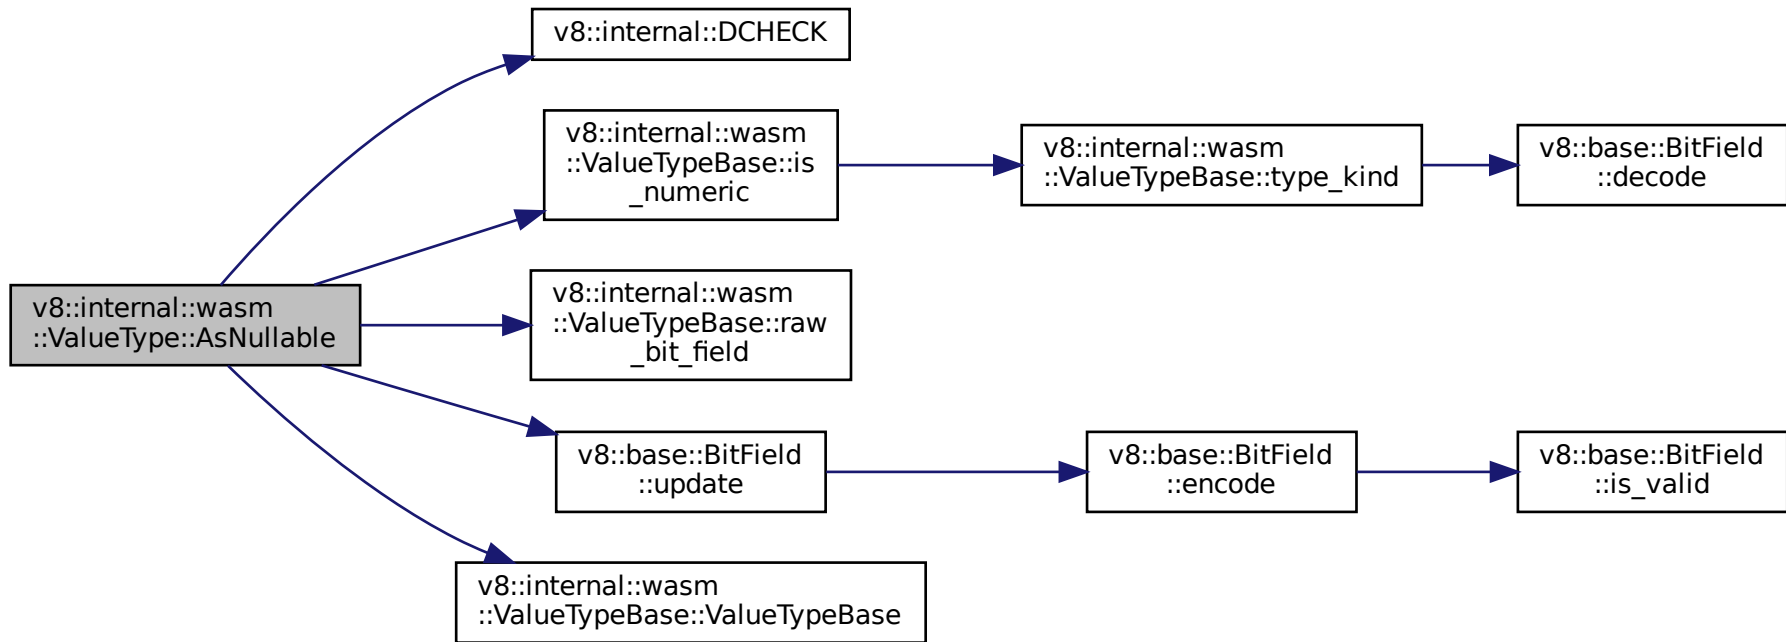 v8::internal::DCHECK
v8::internal::wasm
::ValueTypeBase::is
_numeric
v8::internal::wasm
::ValueTypeBase::type_kind
v8::base::BitField
::decode
v8::internal::wasm
::ValueType::AsNullable
v8::internal::wasm
::ValueTypeBase::raw
_bit_field
v8::base::BitField
::update
v8::base::BitField
::encode
v8::base::BitField
::is_valid
v8::internal::wasm
::ValueTypeBase::ValueTypeBase